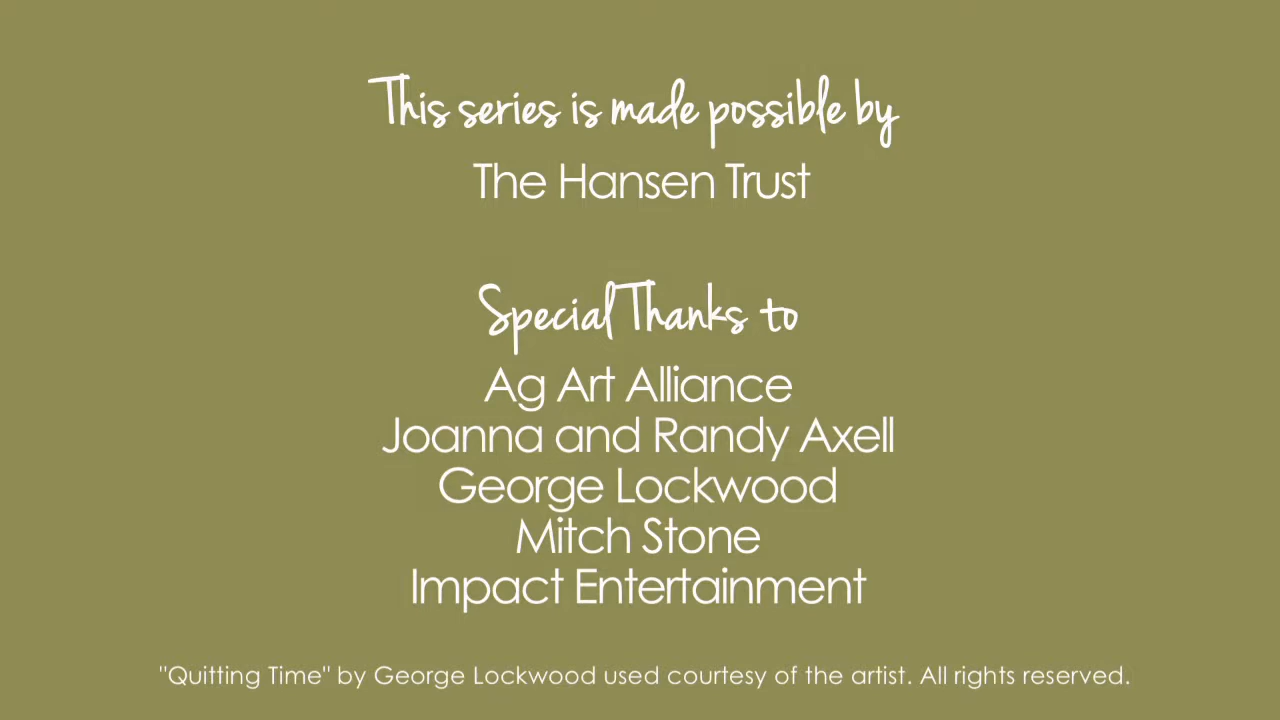 This series is made possible by
The Hansen Trust
Special Thanks to
Ag Art Alliance
Joanna and Randy Axell
George Lockwood
Mitch Stone
Impact Entertainment
"Quitting Time" by George Lockwood used courtesy of the artist. All rights reserved.